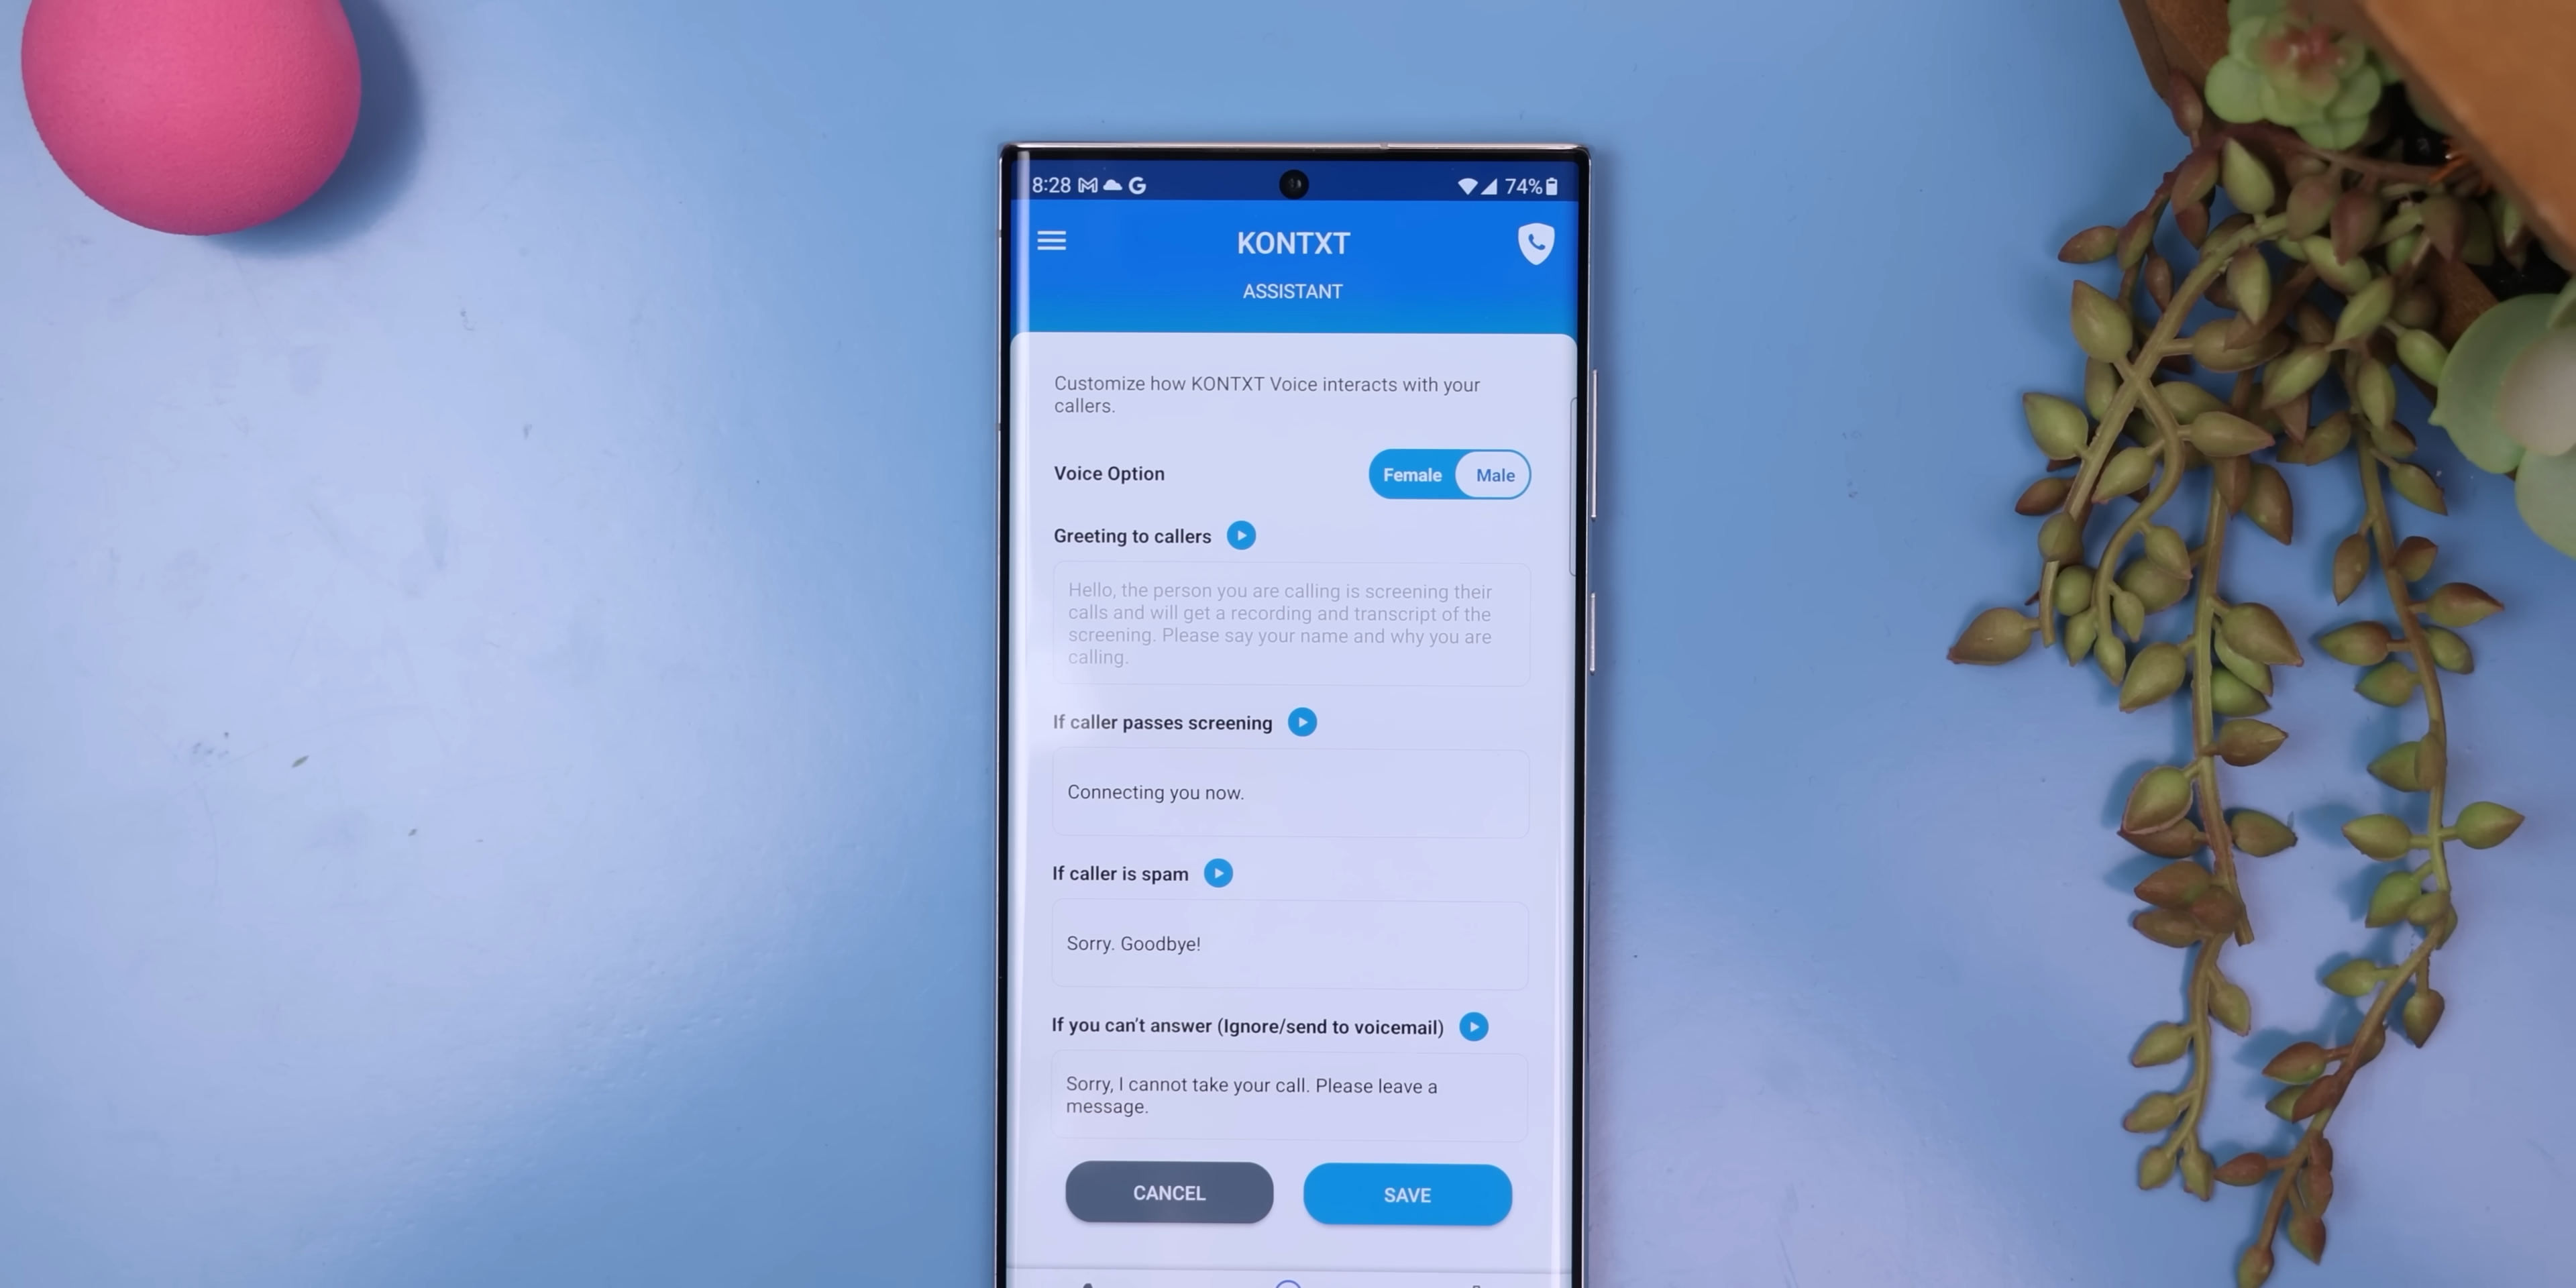 8:28 74%
KONTXT
ASSISTANT
Customize how KONTXT Voice interacts with your
callers.
Voice Option Female Male
Greeting to callers
Hello, the person you are calling is screening their
calls and will get a recording and transcript of the
screening. Please say your name and why you are
calling.
If caller passes screening
Connecting you now.
If caller is spam
Sorry. Goodbye!
If you can't answer (Ignore/send to voicemail)
Sorry, I cannot take your call. Please leave a
message.
CANCEL SAVE